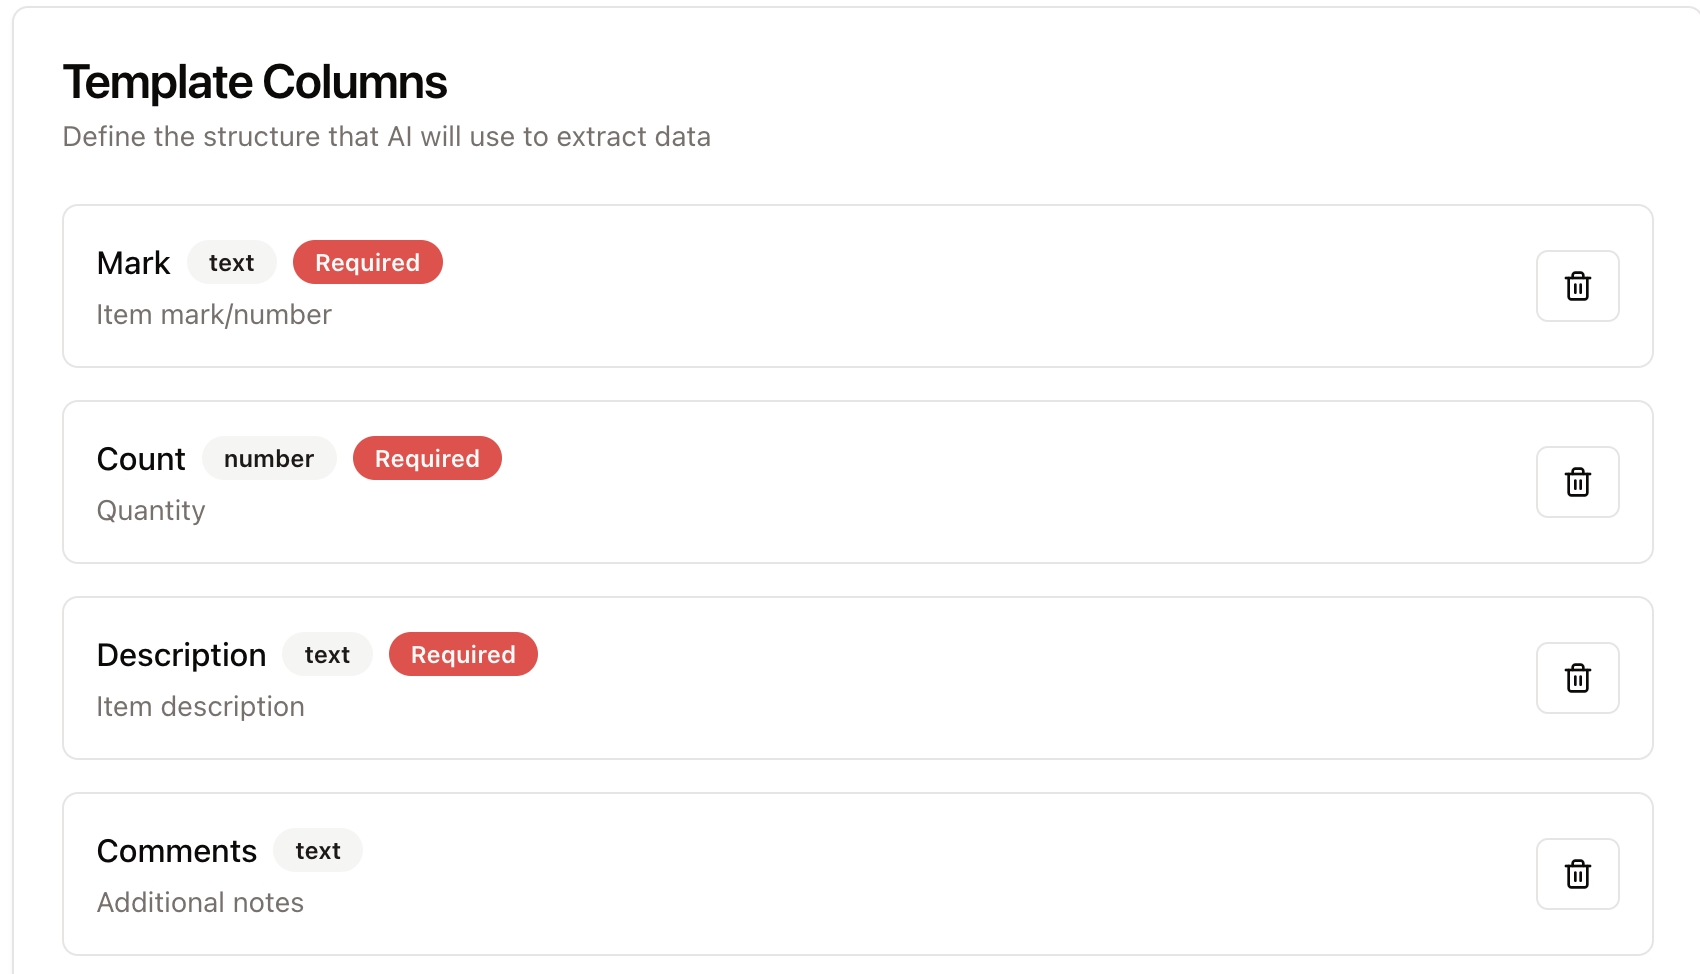 Template Columns
Define the structure that AI will use to extract data
Mark text Required
Item mark/number
Count number Required
Quantity
Description text Required
Item description
Comments text
Additional notes